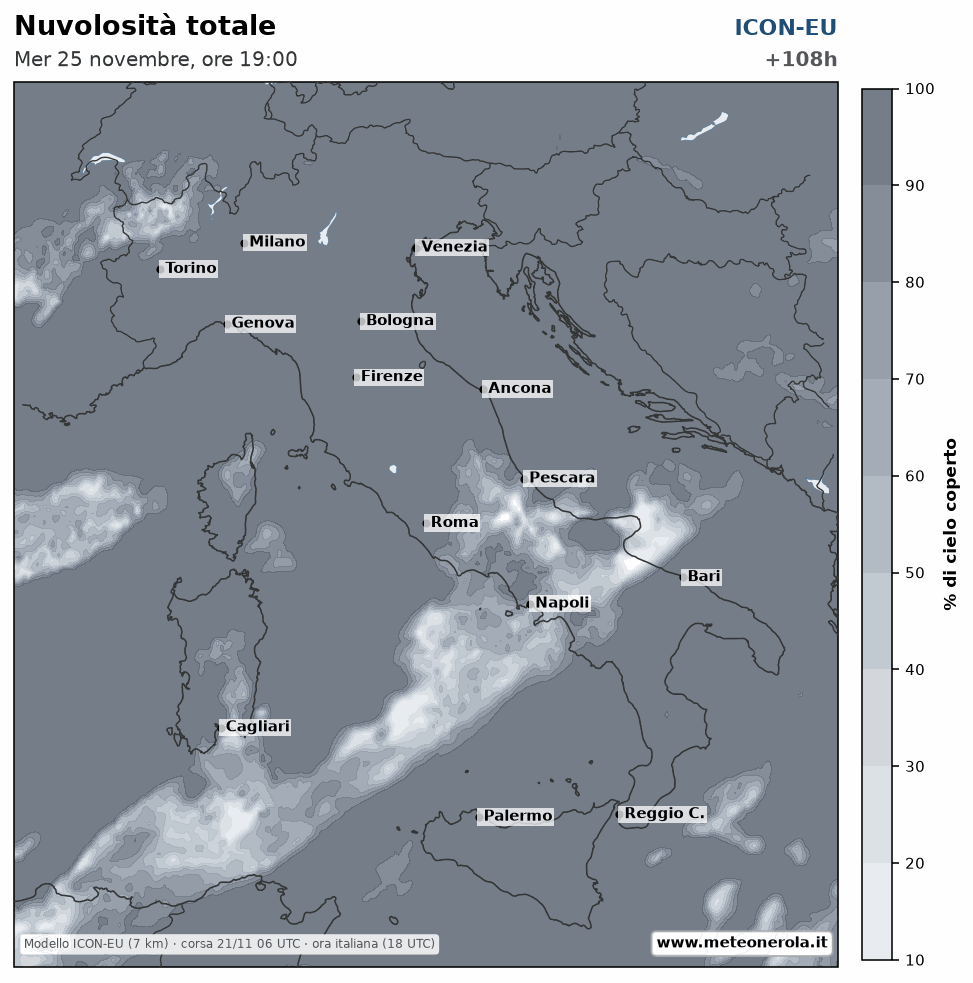 Nuvolosità totale
ICON-EU
Mer 25 novembre, ore 19:00
+108h
100
90
80
70
60
50
40
30
20
10
% di cielo coperto
Milano
Venezia
Torino
Genova
Bologna
Firenze
Ancona
Pescara
Roma
Bari
Napoli
Cagliari
Palermo
Reggio C.
Modello ICON-EU (7 km) · corsa 21/11 06 UTC · ora italiana (18 UTC)
www.meteonerola.it